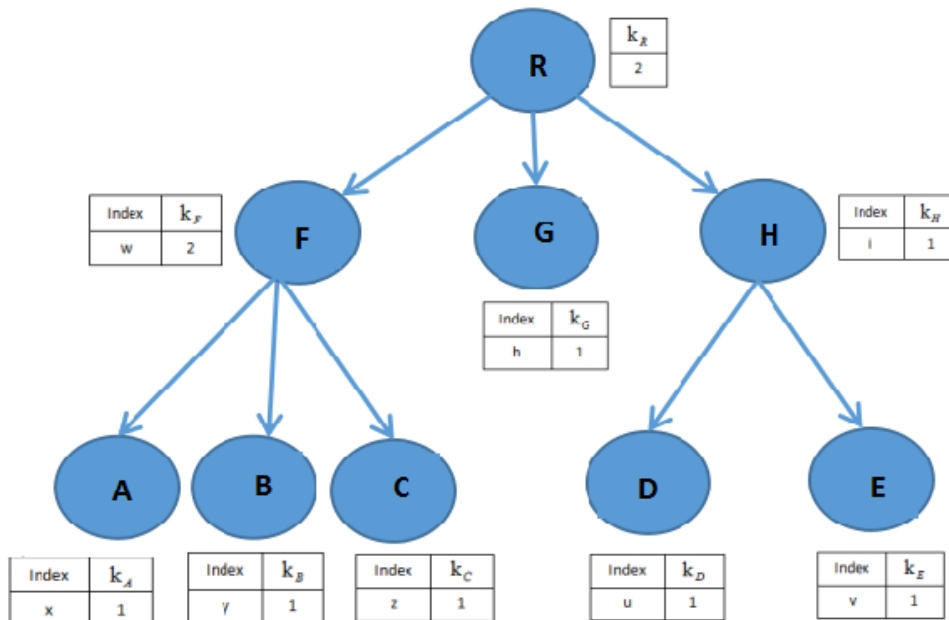 R
k_R
2
Index k_F
w 2
F
G
H
Index k_H
i 1
Index k_G
h 1
A
B
C
D
E
Index k_A
x 1
Index k_B
y 1
Index k_C
z 1
Index k_D
u 1
Index k_E
v 1